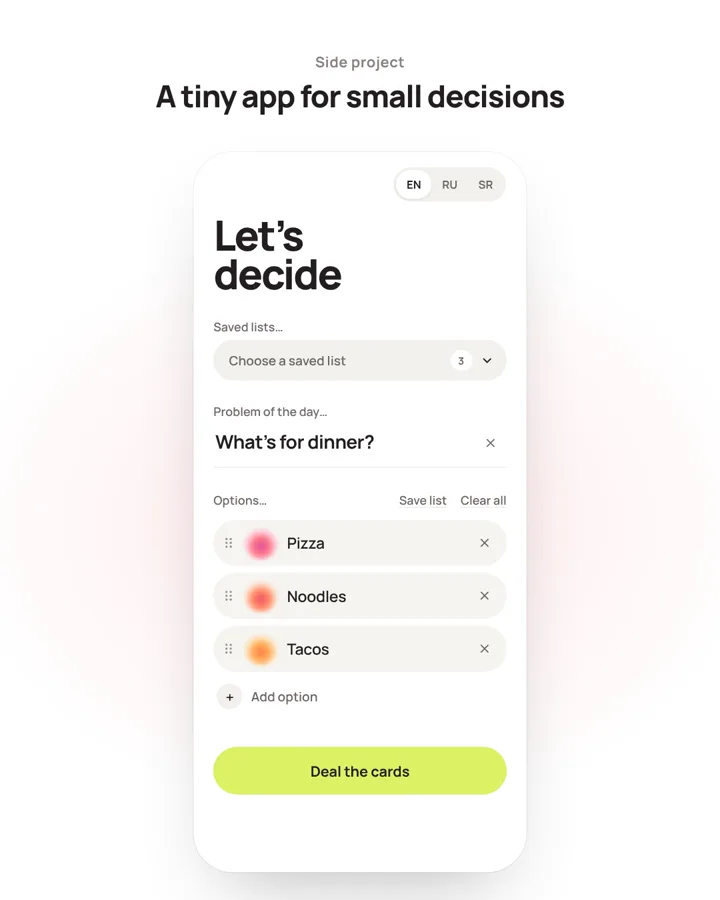 Side project
A tiny app for small decisions
EN RU SR
Let’s
decide
Saved lists…
Choose a saved list 3
Problem of the day…
What’s for dinner?
Options… Save list Clear all
Pizza
Noodles
Tacos
+ Add option
Deal the cards